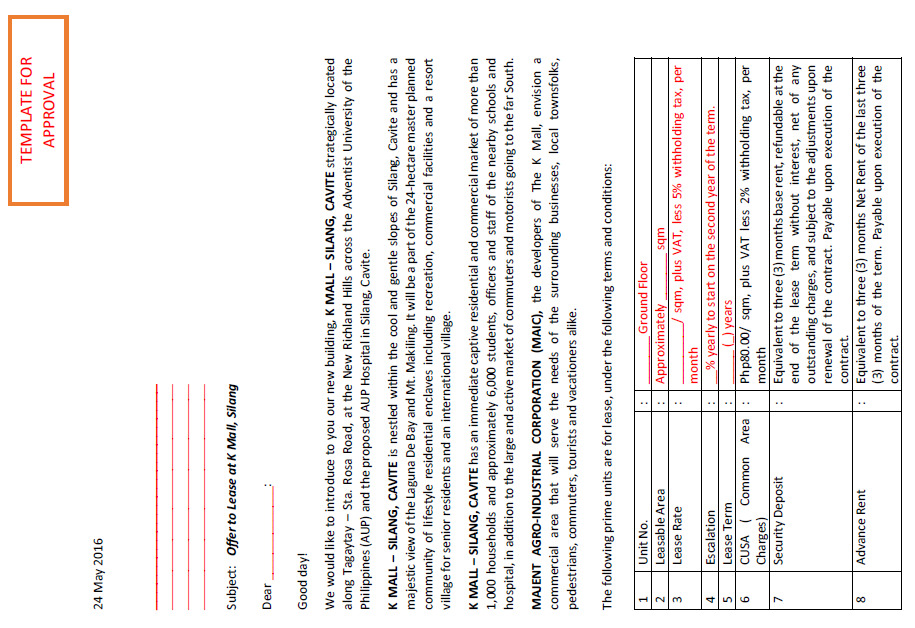 TEMPLATE FOR
APPROVAL
24 May 2016
Subject: Offer to Lease at K Mall, Silang
Dear __________ :
Good day!
We would like to introduce to you our new building, K MALL – SILANG, CAVITE strategically located
along Tagaytay – Sta. Rosa Road, at the New Richland Hills across the Adventist University of the
Philippines (AUP) and the proposed AUP Hospital in Silang, Cavite.
K MALL – SILANG, CAVITE is nestled within the cool and gentle slopes of Silang, Cavite and has a
majestic view of the Laguna De Bay and Mt. Makiling. It will be a part of the 24-hectare master planned
community of lifestyle residential enclaves including recreation, commercial facilities and a resort
village for senior residents and an international village.
K MALL – SILANG, CAVITE has an immediate captive residential and commercial market of more than
1,000 households and approximately 6,000 students, officers and staff of the nearby schools and
hospital, in addition to the large and active market of commuters and motorists going to the far South.
MAJENT AGRO-INDUSTRIAL CORPORATION (MAIC), the developers of The K Mall, envision a
commercial area that will serve the needs of the surrounding businesses, local townsfolks,
pedestrians, commuters, tourists and vacationers alike.
The following prime units are for lease, under the following terms and conditions:
1 Unit No. : ________ Ground Floor
2 Leasable Area : Approximately ________ sqm
3 Lease Rate : ________/ sqm, plus VAT, less 5% withholding tax, per
month
4 Escalation : __% yearly to start on the second year of the term.
5 Lease Term : _____ (_) years
6 CUSA ( Common Area : Php80.00/ sqm, plus VAT less 2% withholding tax, per
Charges) month
7 Security Deposit : Equivalent to three (3) months base rent, refundable at the
end of the lease term without interest, net of any
outstanding charges, and subject to the adjustments upon
renewal of the contract. Payable upon execution of the
contract.
8 Advance Rent : Equivalent to three (3) months Net Rent of the last three
(3) months of the term. Payable upon execution of the
contract.